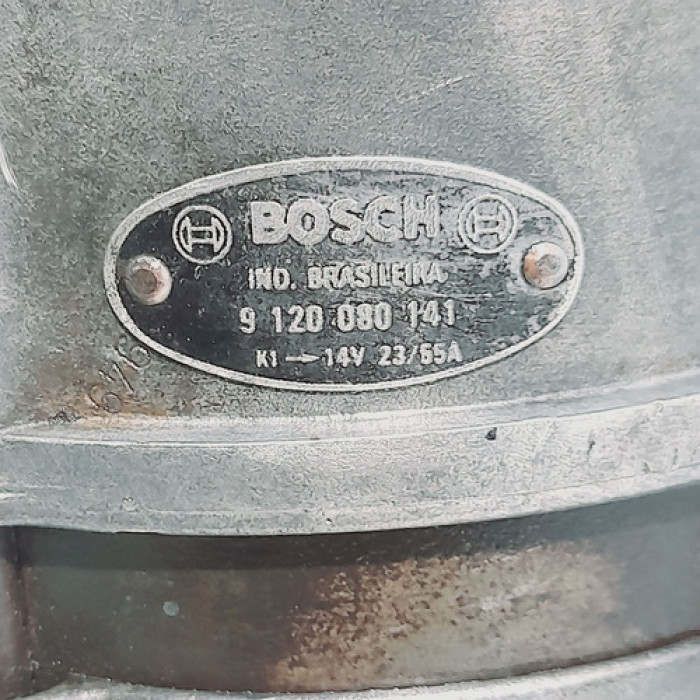 BOSCH
IND. BRASILEIRA
9 120 080 141
K1 → 14V 23/55A